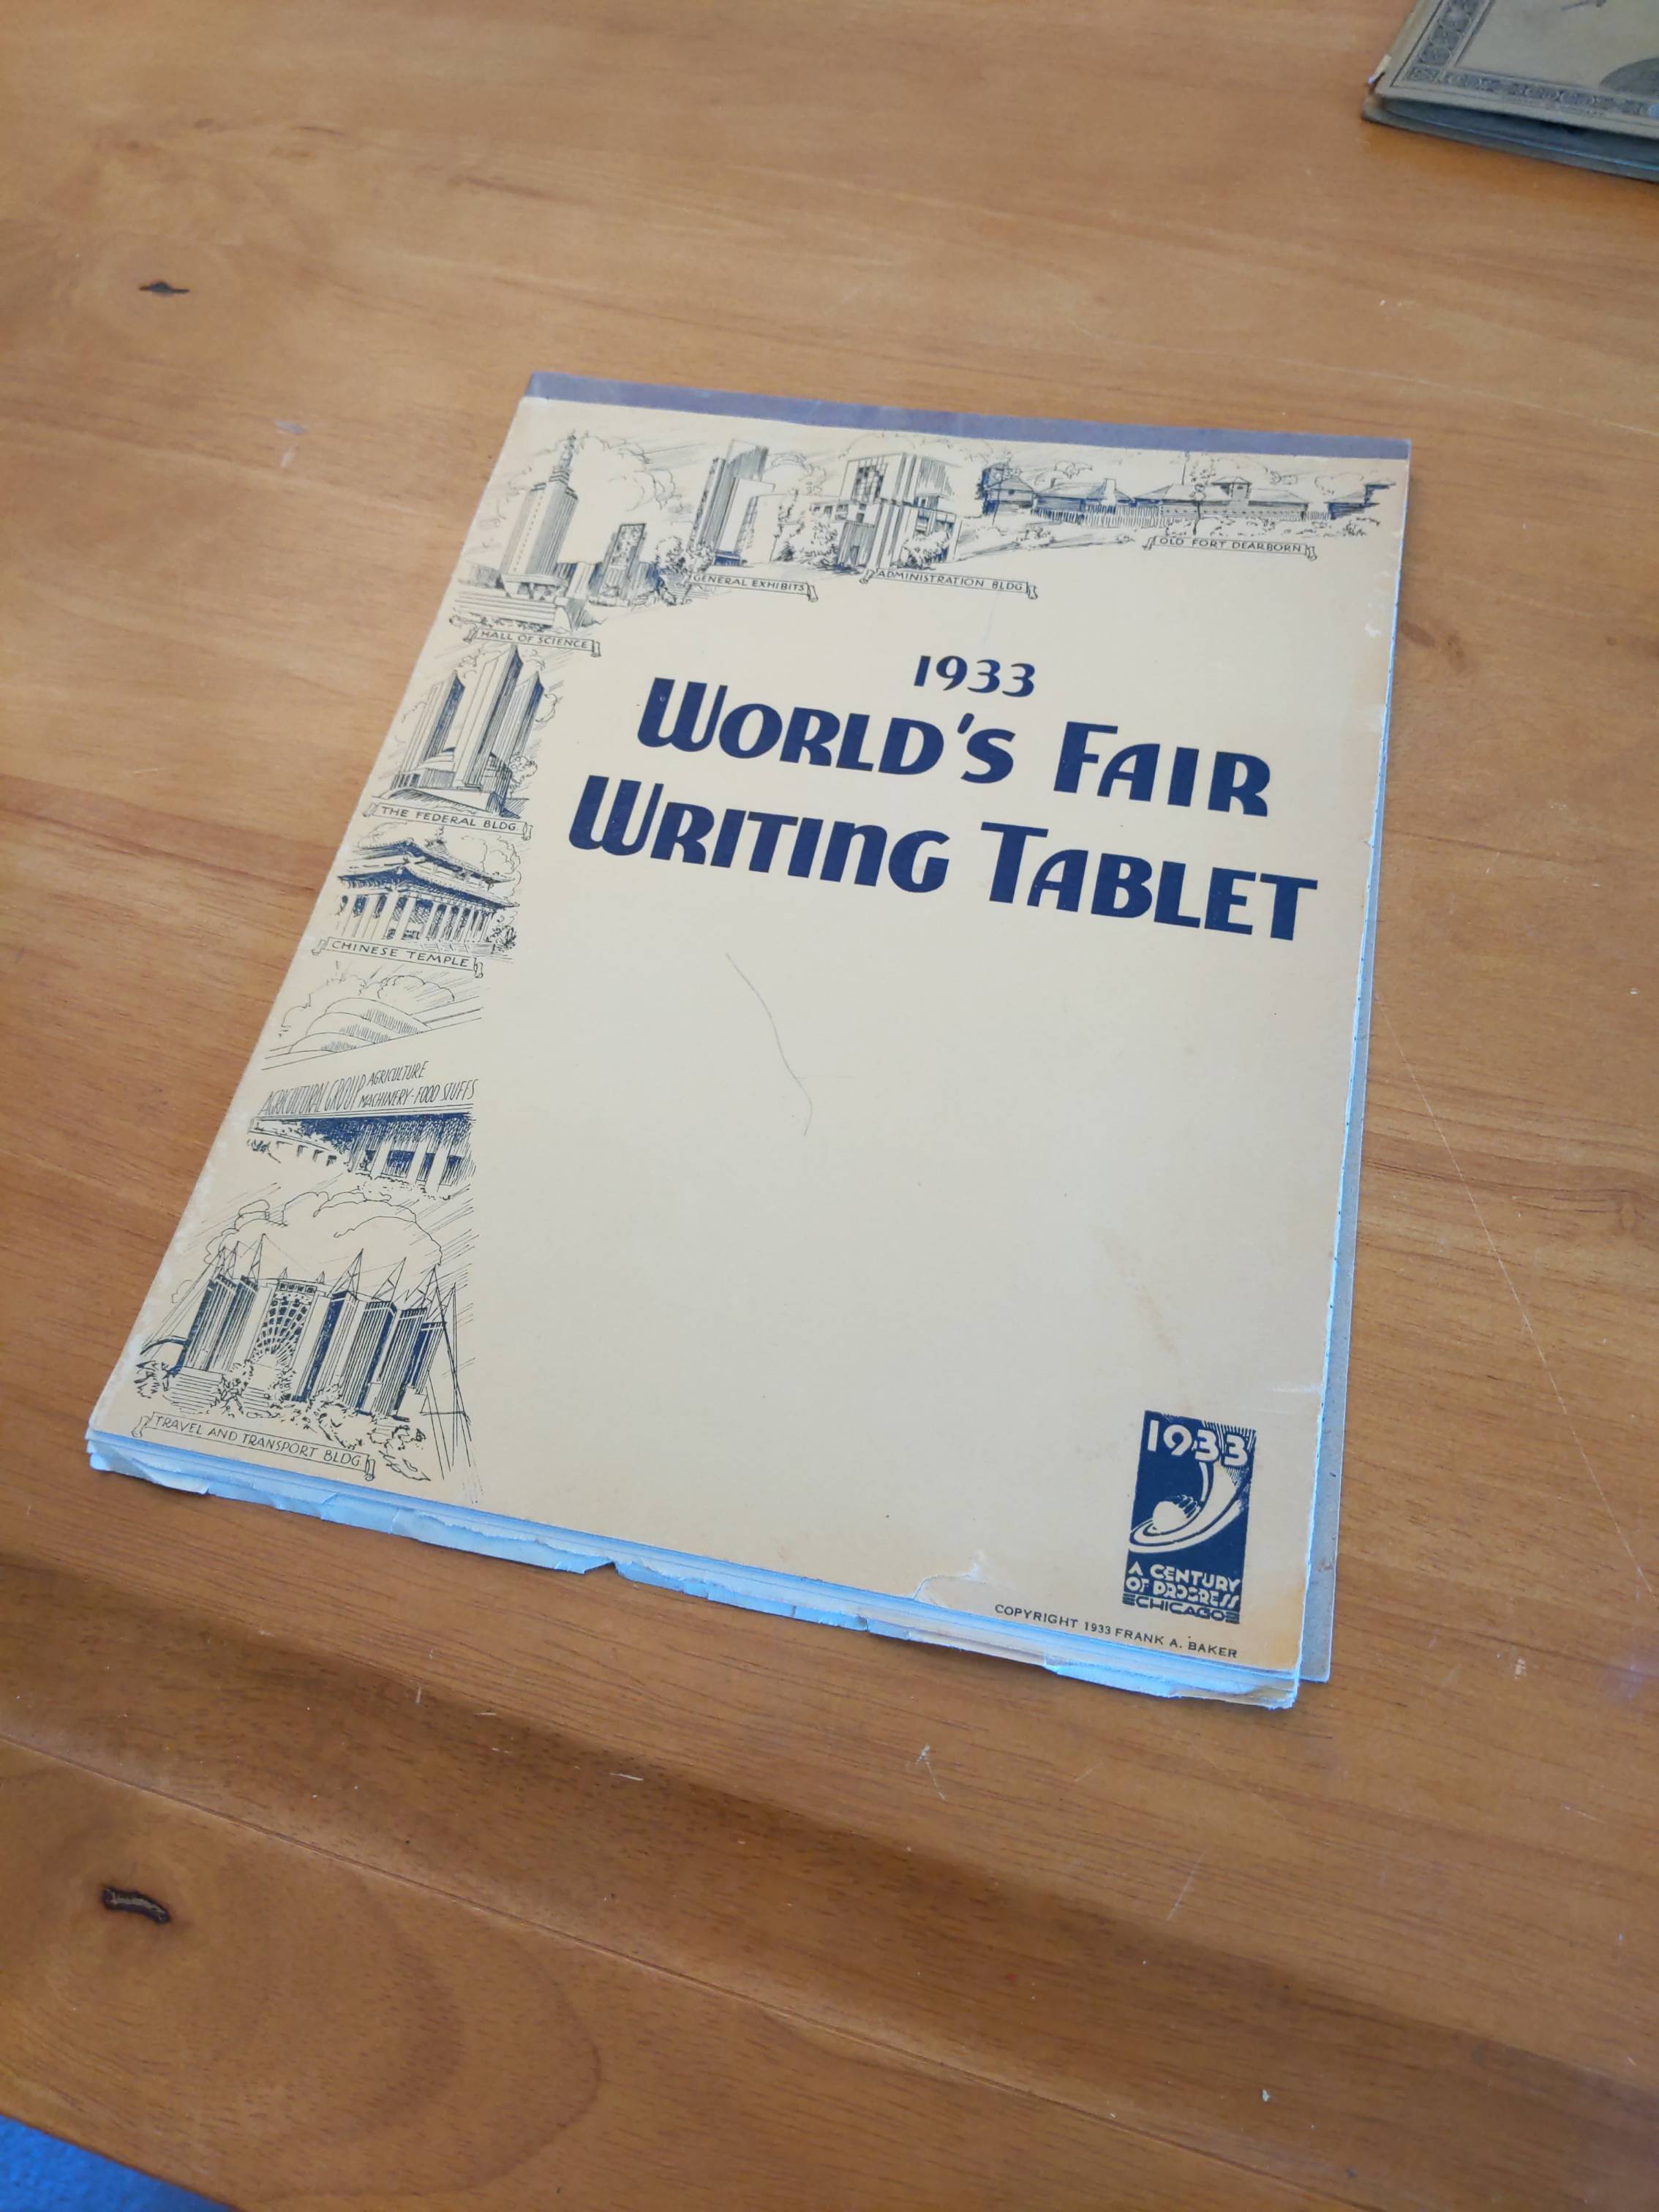 OLD FORT DEARBORN
GENERAL EXHIBITS
ADMINISTRATION BLDG
HALL OF SCIENCE
1933
WORLD'S FAIR
WRITING TABLET
THE FEDERAL BLDG.
CHINESE TEMPLE
AGRICULTURAL GROUP AGRICULTURE
MACHINERY - FOOD STUFFS
TRAVEL AND TRANSPORT BLDG
1933
A CENTURY
OF PROGRESS
CHICAGO
COPYRIGHT 1933 FRANK A. BAKER